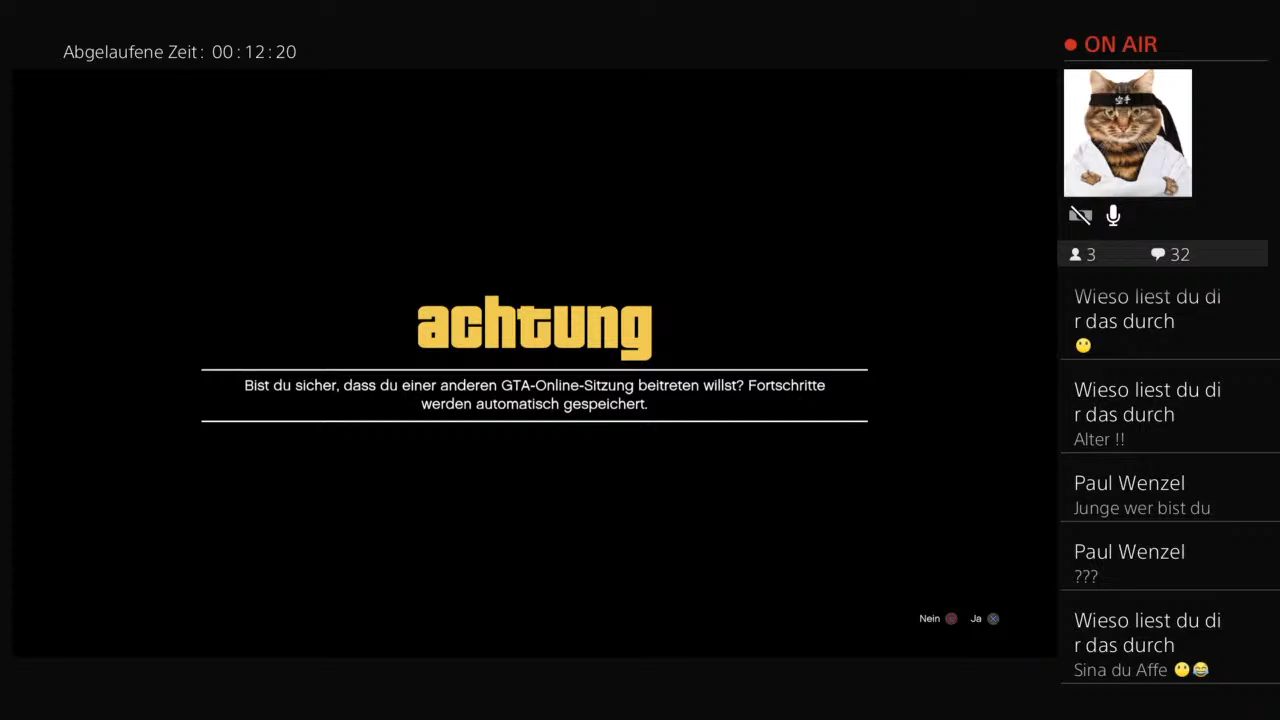 Abgelaufene Zeit: 00:12:20
ON AIR
空手
3
32
Wieso liest du di
r das durch
😶
Wieso liest du di
r das durch
Alter !!
Paul Wenzel
Junge wer bist du
Paul Wenzel
???
Wieso liest du di
r das durch
Sina du Affe 😶😂
achtung
Bist du sicher, dass du einer anderen GTA-Online-Sitzung beitreten willst? Fortschritte
werden automatisch gespeichert.
Nein
Ja